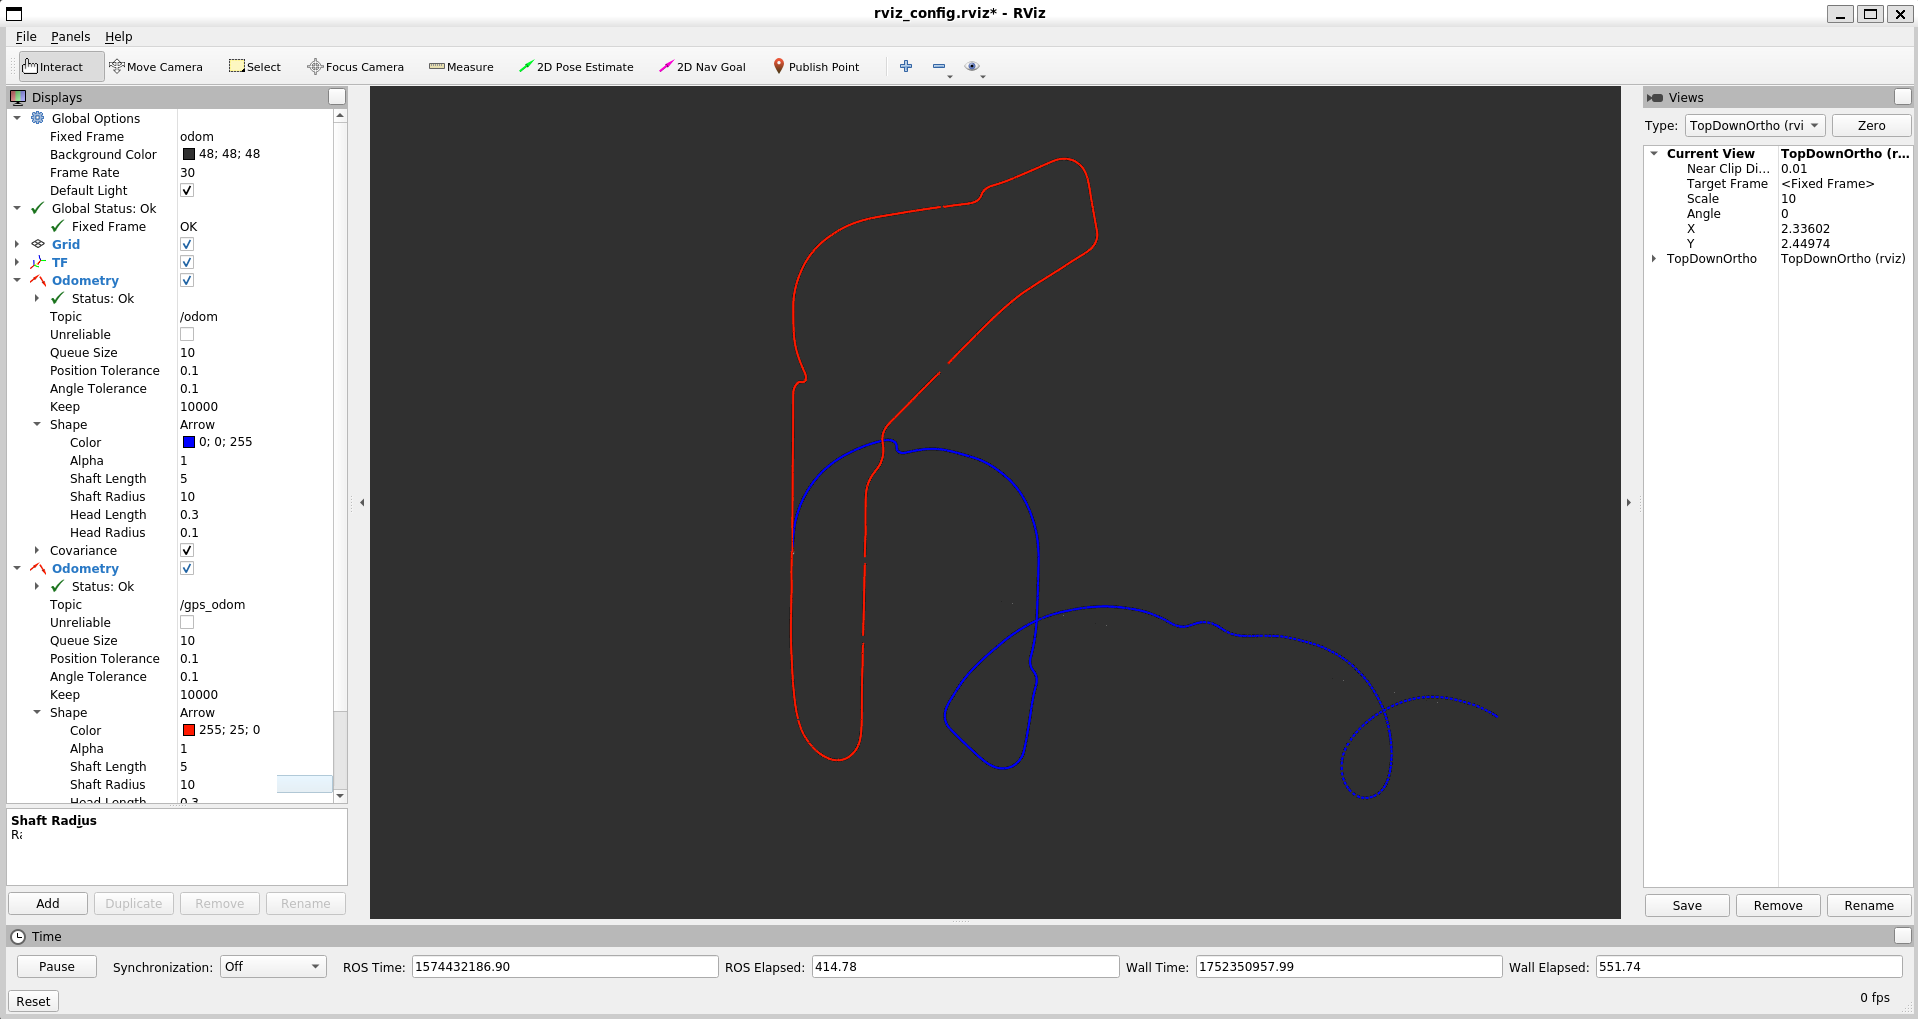 rviz_config.rviz* - RViz
File Panels Help
Interact Move Camera Select Focus Camera Measure 2D Pose Estimate 2D Nav Goal Publish Point
Displays
Global Options
Fixed Frame odom
Background Color 48; 48; 48
Frame Rate 30
Default Light
Global Status: Ok
Fixed Frame OK
Grid
TF
Odometry
Status: Ok
Topic /odom
Unreliable
Queue Size 10
Position Tolerance 0.1
Angle Tolerance 0.1
Keep 10000
Shape Arrow
Color 0; 0; 255
Alpha 1
Shaft Length 5
Shaft Radius 10
Head Length 0.3
Head Radius 0.1
Covariance
Odometry
Status: Ok
Topic /gps_odom
Unreliable
Queue Size 10
Position Tolerance 0.1
Angle Tolerance 0.1
Keep 10000
Shape Arrow
Color 255; 25; 0
Alpha 1
Shaft Length 5
Shaft Radius 10
Head Length 0.3
Shaft Radius
Add Duplicate Remove Rename
Views
Type: TopDownOrtho (rvi Zero
Current View TopDownOrtho (r...
Near Clip Di... 0.01
Target Frame <Fixed Frame>
Scale 10
Angle 0
X 2.33602
Y 2.44974
TopDownOrtho TopDownOrtho (rviz)
Save Remove Rename
Time
Pause Synchronization: Off ROS Time: 1574432186.90 ROS Elapsed: 414.78 Wall Time: 1752350957.99 Wall Elapsed: 551.74
Reset 0 fps